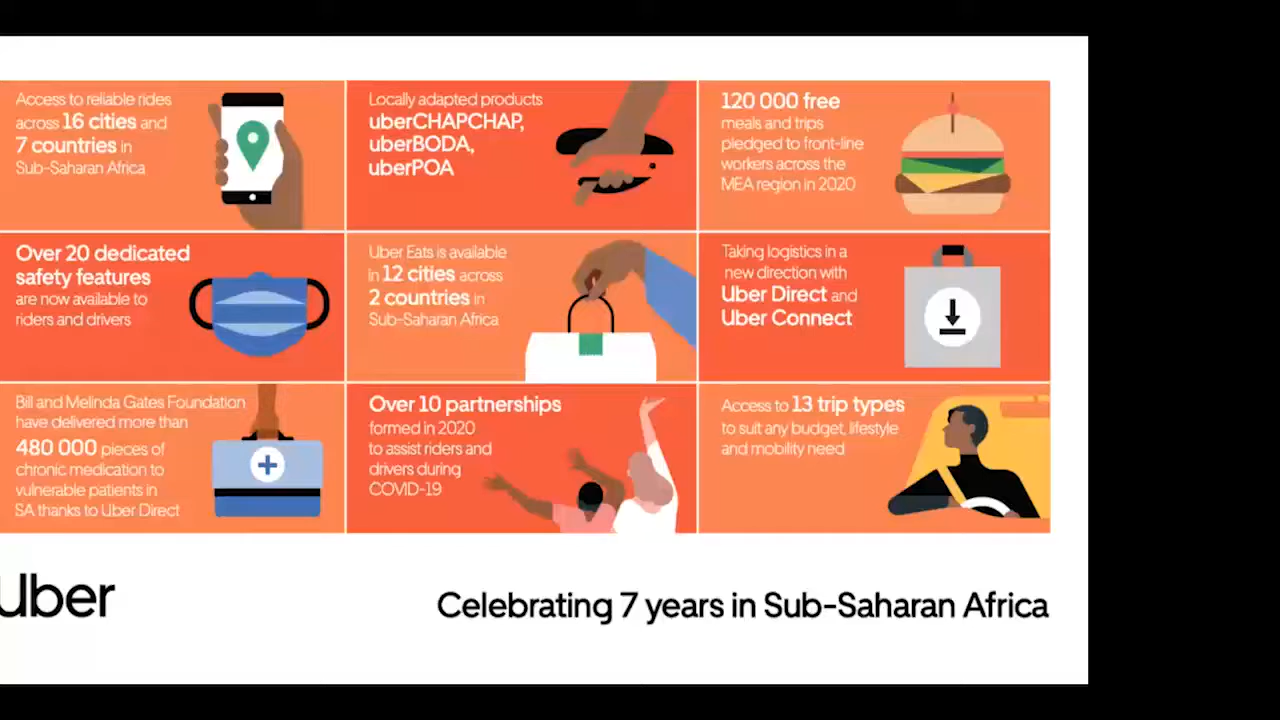 Access to reliable rides
across 16 cities and
7 countries in
Sub-Saharan Africa
Locally adapted products
uberCHAPCHAP,
uberBODA,
uberPOA
120 000 free
meals and trips
pledged to front-line
workers across the
MEA region in 2020
Over 20 dedicated
safety features
are now available to
riders and drivers
Uber Eats is available
in 12 cities across
2 countries in
Sub-Saharan Africa
Taking logistics in a
new direction with
Uber Direct and
Uber Connect
Bill and Melinda Gates Foundation
have delivered more than
480 000 pieces of
chronic medication to
vulnerable patients in
SA thanks to Uber Direct
Over 10 partnerships
formed in 2020
to assist riders and
drivers during
COVID-19
Access to 13 trip types
to suit any budget, lifestyle
and mobility need
Uber
Celebrating 7 years in Sub-Saharan Africa